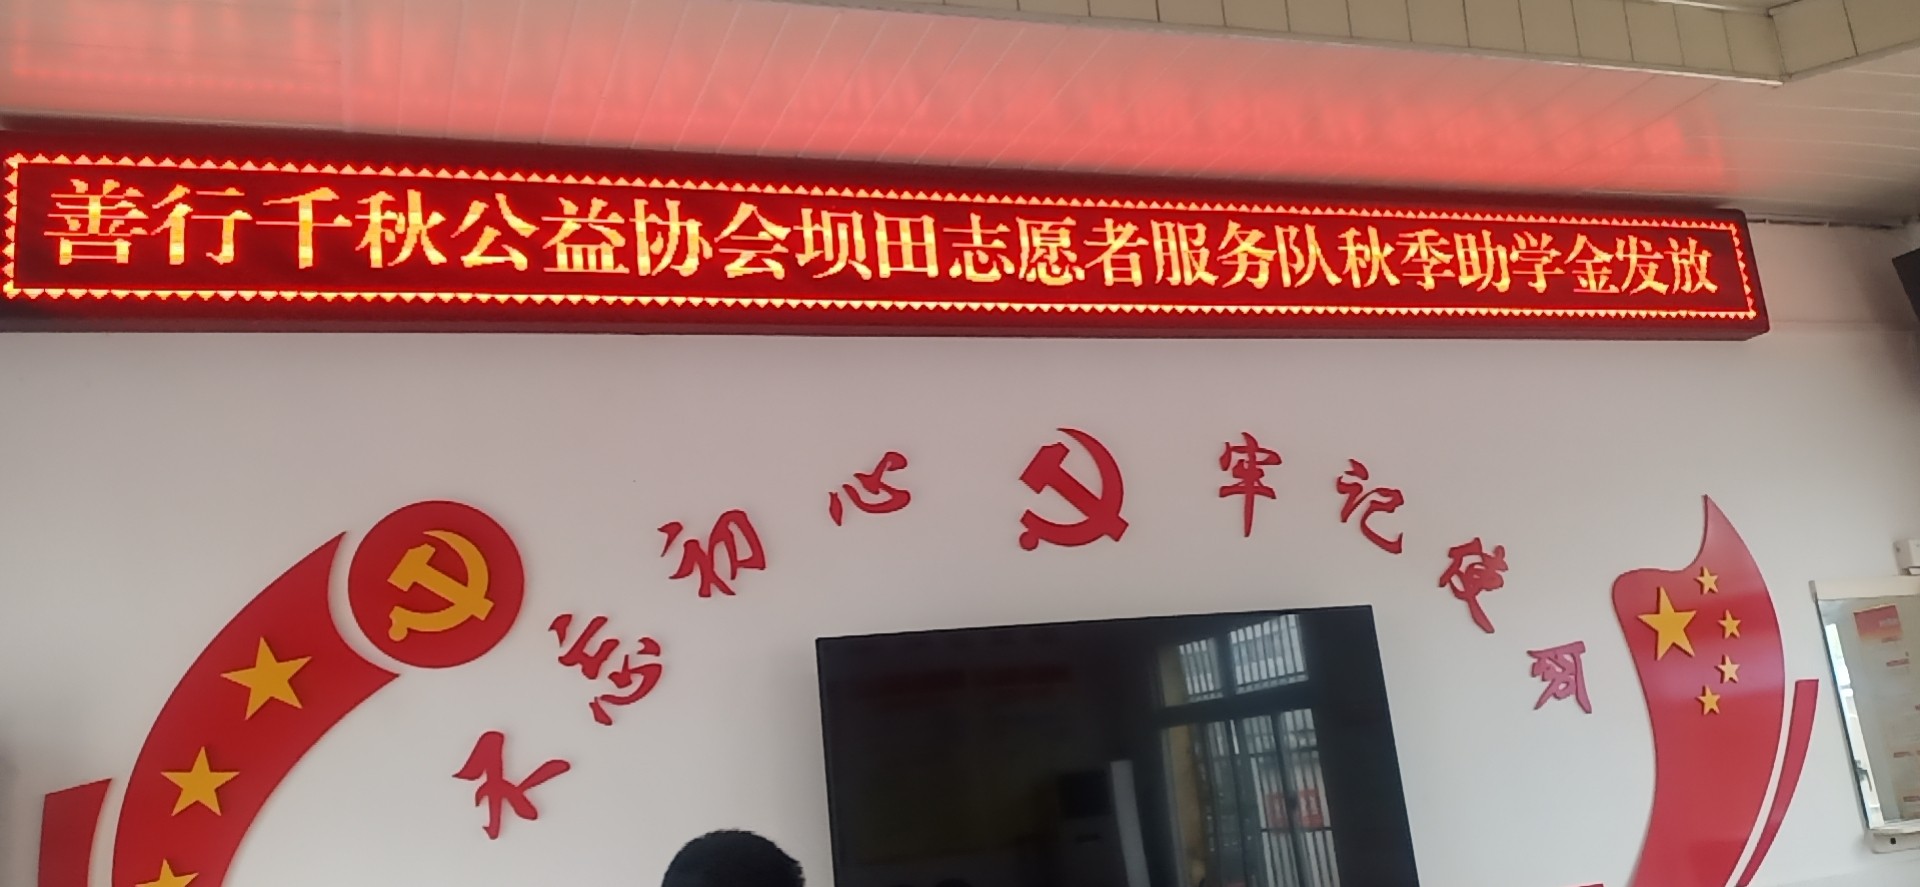 善行千秋公益协会坝田志愿者服务队秋季助学金发放
不忘初心 牢记使命